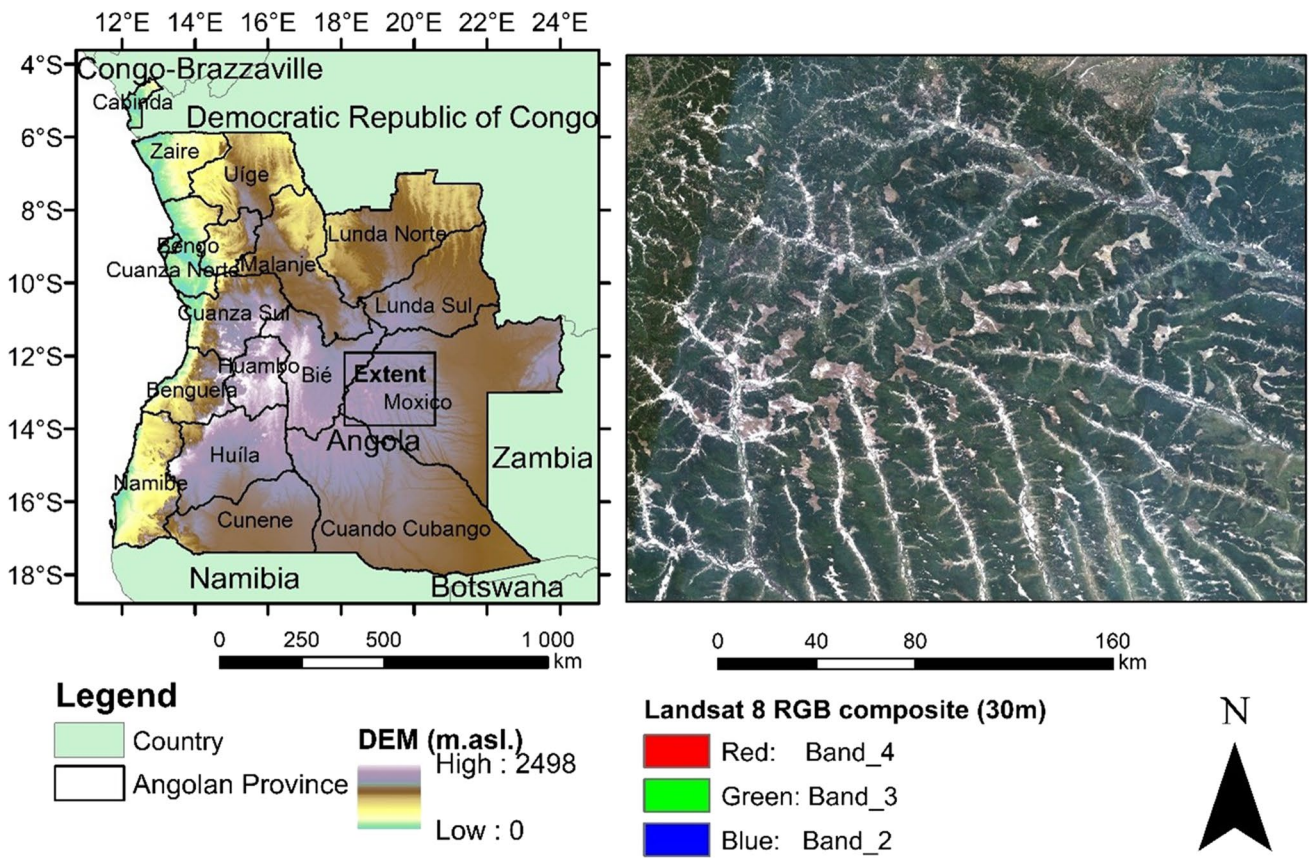 12°E 14°E 16°E 18°E 20°E 22°E 24°E
4°S
6°S
8°S
10°S
12°S
14°S
16°S
18°S
Congo-Brazzaville
Cabinda
Democratic Republic of Congo
Zaire
Uíge
Bengo
Lunda Norte
Cuanza Norte
Malanje
Cuanza Sul
Lunda Sul
Huambo
Bié
Extent
Benguela
Moxico
Angola
Huíla
Zambia
Namibe
Cunene
Cuando Cubango
Namibia
Botswana
0 250 500 1 000
km
0 40 80 160
km
Legend
Country
Angolan Province
DEM (m.asl.)
High : 2498
Low : 0
Landsat 8 RGB composite (30m)
Red: Band_4
Green: Band_3
Blue: Band_2
N